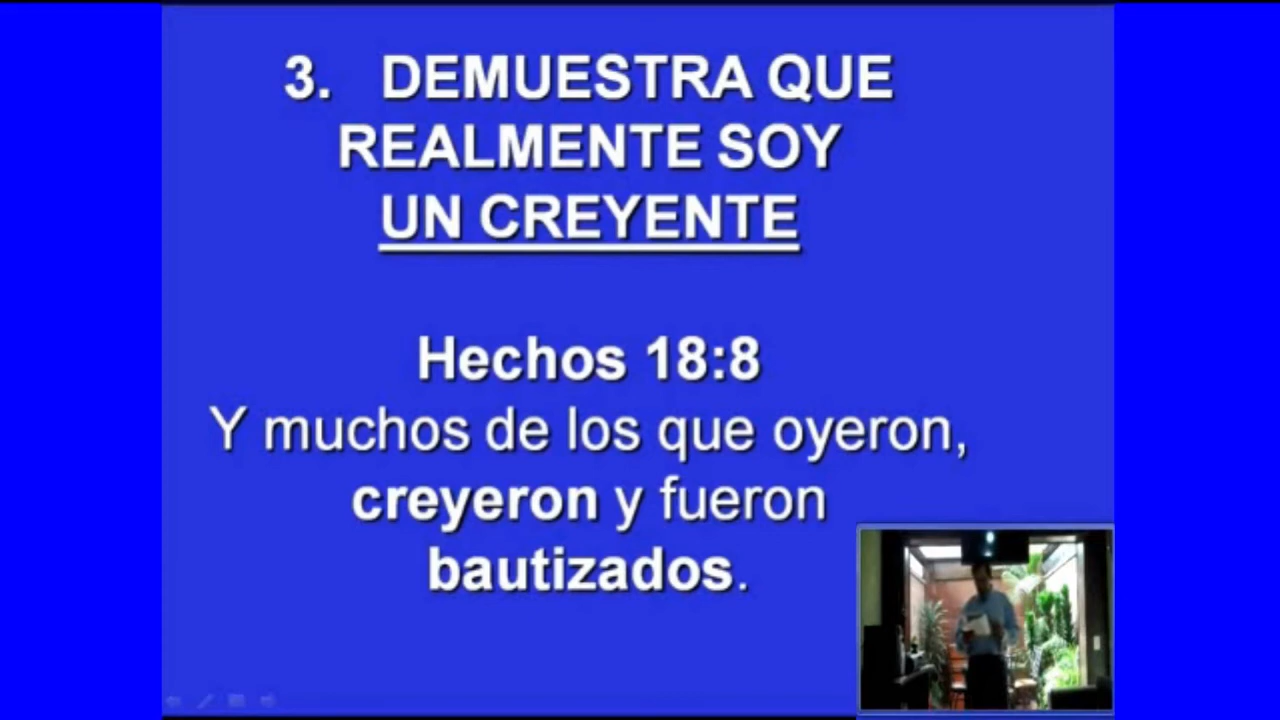 3. DEMUESTRA QUE
REALMENTE SOY
UN CREYENTE
Hechos 18:8
Y muchos de los que oyeron,
creyeron y fueron
bautizados.